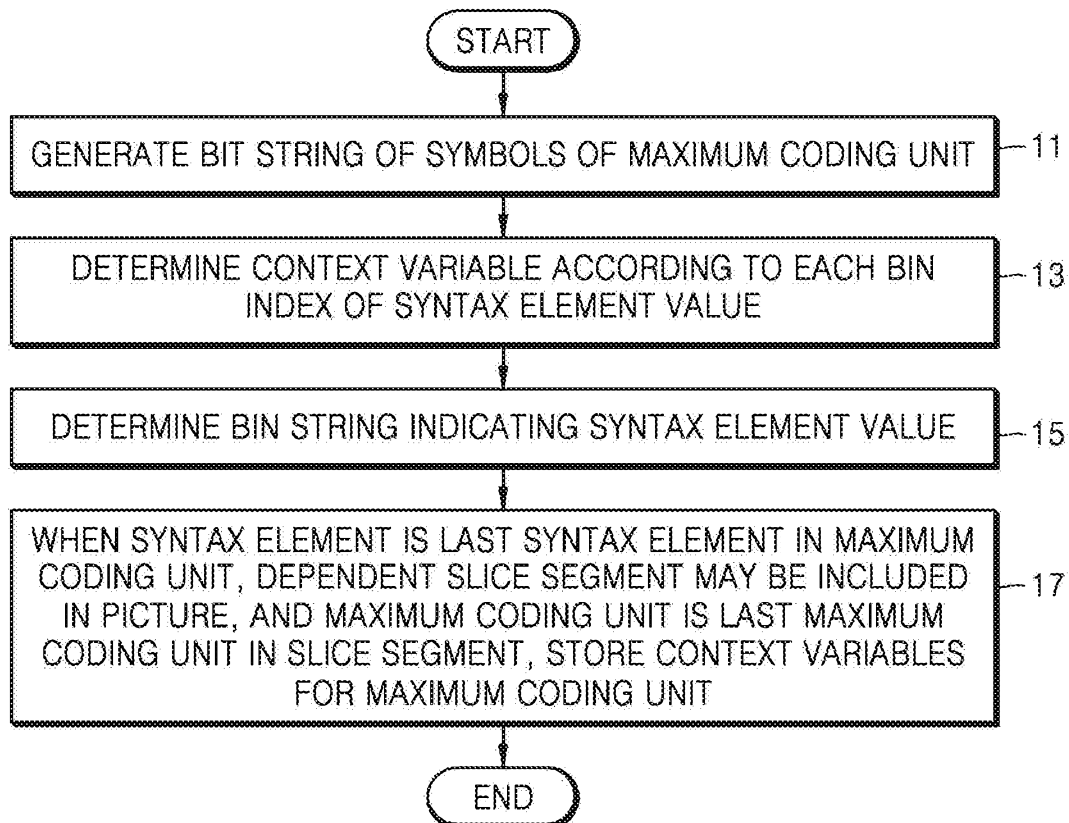 START
GENERATE BIT STRING OF SYMBOLS OF MAXIMUM CODING UNIT
11
DETERMINE CONTEXT VARIABLE ACCORDING TO EACH BIN
INDEX OF SYNTAX ELEMENT VALUE
13
DETERMINE BIN STRING INDICATING SYNTAX ELEMENT VALUE
15
WHEN SYNTAX ELEMENT IS LAST SYNTAX ELEMENT IN MAXIMUM
CODING UNIT, DEPENDENT SLICE SEGMENT MAY BE INCLUDED
IN PICTURE, AND MAXIMUM CODING UNIT IS LAST MAXIMUM
CODING UNIT IN SLICE SEGMENT, STORE CONTEXT VARIABLES
FOR MAXIMUM CODING UNIT
17
END